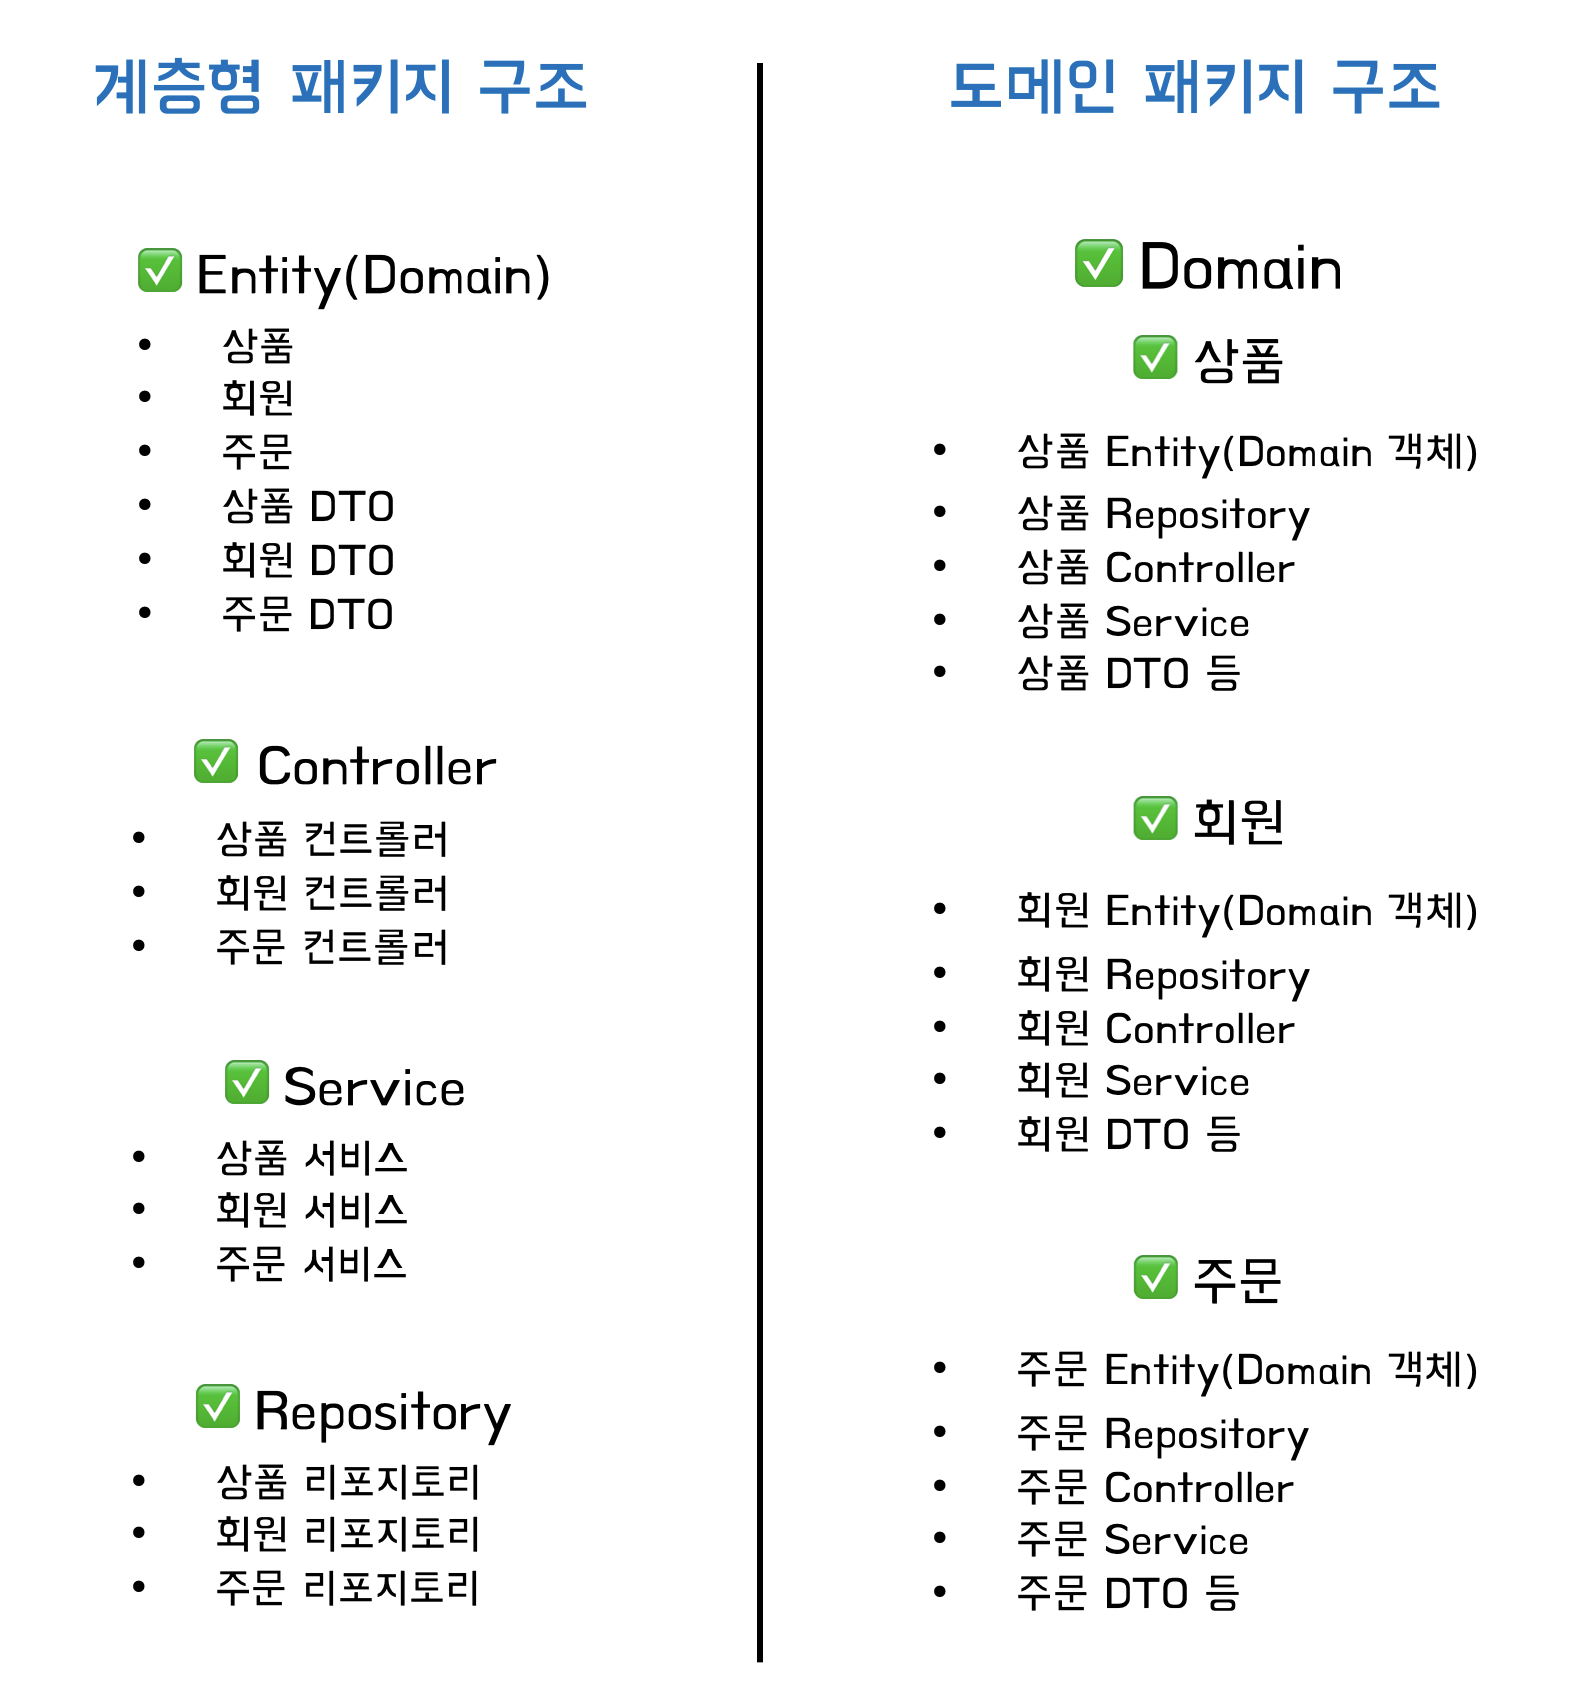 계층형 패키지 구조
✅ Entity(Domain)
• 상품
• 회원
• 주문
• 상품 DTO
• 회원 DTO
• 주문 DTO
✅ Controller
• 상품 컨트롤러
• 회원 컨트롤러
• 주문 컨트롤러
✅ Service
• 상품 서비스
• 회원 서비스
• 주문 서비스
✅ Repository
• 상품 리포지토리
• 회원 리포지토리
• 주문 리포지토리
도메인 패키지 구조
✅ Domain
✅ 상품
• 상품 Entity(Domain 객체)
• 상품 Repository
• 상품 Controller
• 상품 Service
• 상품 DTO 등
✅ 회원
• 회원 Entity(Domain 객체)
• 회원 Repository
• 회원 Controller
• 회원 Service
• 회원 DTO 등
✅ 주문
• 주문 Entity(Domain 객체)
• 주문 Repository
• 주문 Controller
• 주문 Service
• 주문 DTO 등